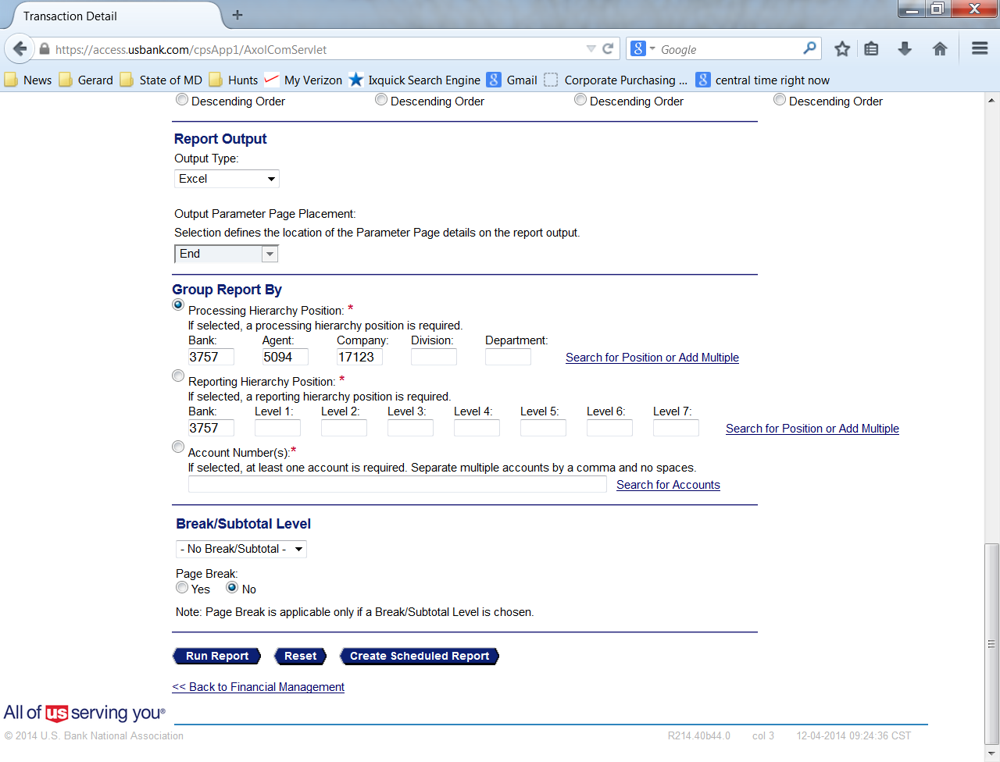 Transaction Detail
https://access.usbank.com/cpsApp1/AxolComServlet
Google
News Gerard State of MD Hunts My Verizon Ixquick Search Engine Gmail Corporate Purchasing ... central time right now
Descending Order Descending Order Descending Order Descending Order
Report Output
Output Type:
Excel
Output Parameter Page Placement:
Selection defines the location of the Parameter Page details on the report output.
End
Group Report By
Processing Hierarchy Position: *
If selected, a processing hierarchy position is required.
Bank: Agent: Company: Division: Department:
3757 5094 17123 Search for Position or Add Multiple
Reporting Hierarchy Position: *
If selected, a reporting hierarchy position is required.
Bank: Level 1: Level 2: Level 3: Level 4: Level 5: Level 6: Level 7:
3757 Search for Position or Add Multiple
Account Number(s):*
If selected, at least one account is required. Separate multiple accounts by a comma and no spaces.
Search for Accounts
Break/Subtotal Level
- No Break/Subtotal -
Page Break:
Yes No
Note: Page Break is applicable only if a Break/Subtotal Level is chosen.
Run Report Reset Create Scheduled Report
<< Back to Financial Management
All of us serving you®
© 2014 U.S. Bank National Association R214.40b44.0 col 3 12-04-2014 09:24:36 CST